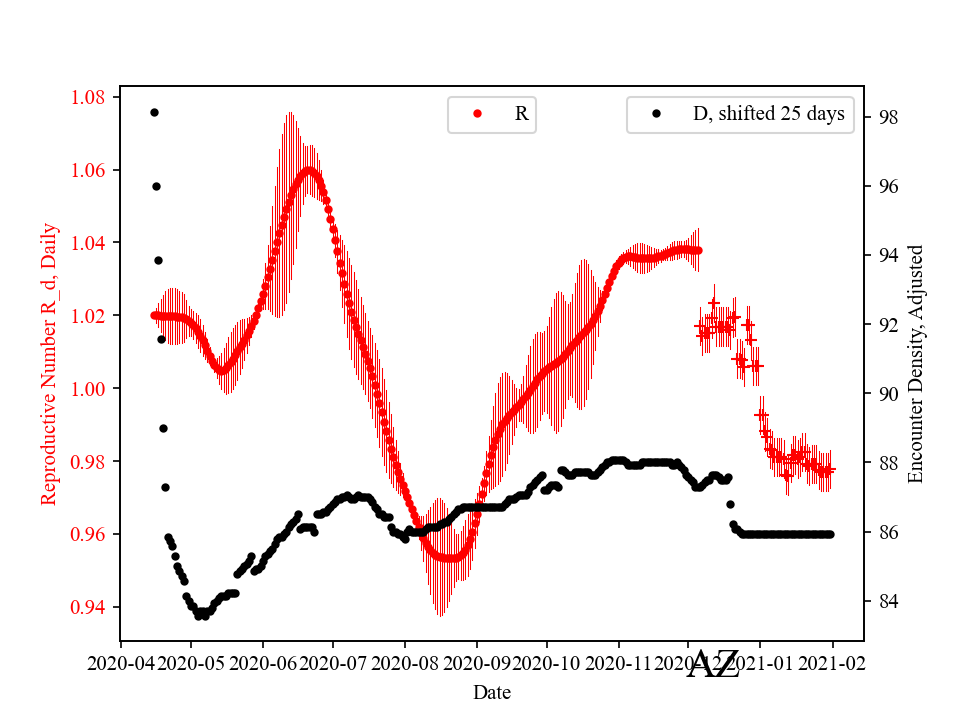 1.08
1.06
1.04
1.02
1.00
0.98
0.96
0.94
Reproductive Number R_d, Daily
R
D, shifted 25 days
98
96
94
92
90
88
86
84
Encounter Density, Adjusted
2020-04 2020-05 2020-06 2020-07 2020-08 2020-09 2020-10 2020-11 2020-12 2021-01 2021-02
AZ
Date